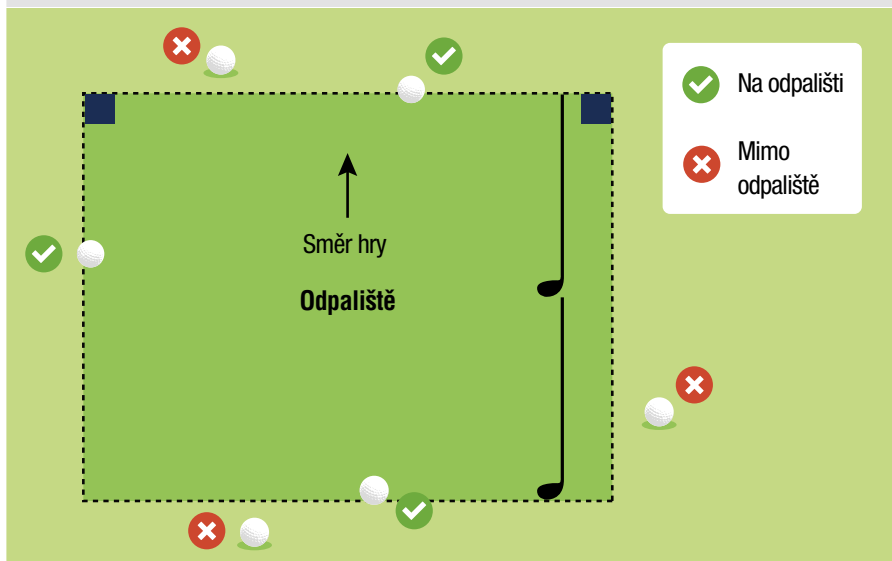 Na odpališti
Mimo
odpaliště
Směr hry
Odpaliště